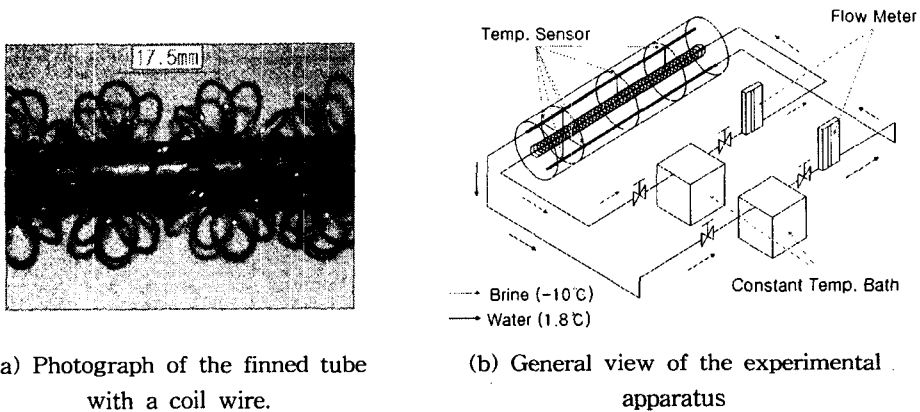 17.5mm
Temp. Sensor
Flow Meter
Constant Temp. Bath
Brine (-10℃)
Water (1.8℃)
a) Photograph of the finned tube
with a coil wire.
(b) General view of the experimental
apparatus